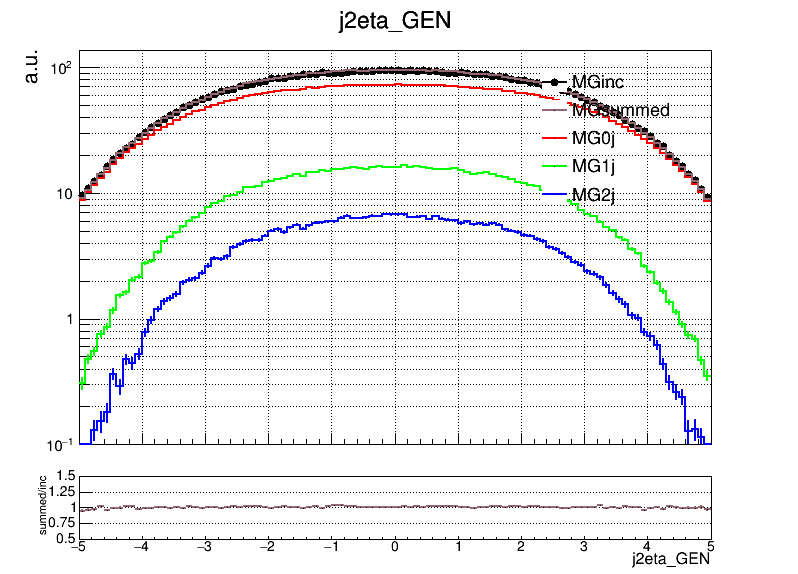 j2eta_GEN
a.u.
10²
10
1
10⁻¹
MGinc
MGsummed
MG0j
MG1j
MG2j
summed/inc
1.5
1.25
1
0.75
0.5
−5 −4 −3 −2 −1 0 1 2 3 4 5
j2eta_GEN